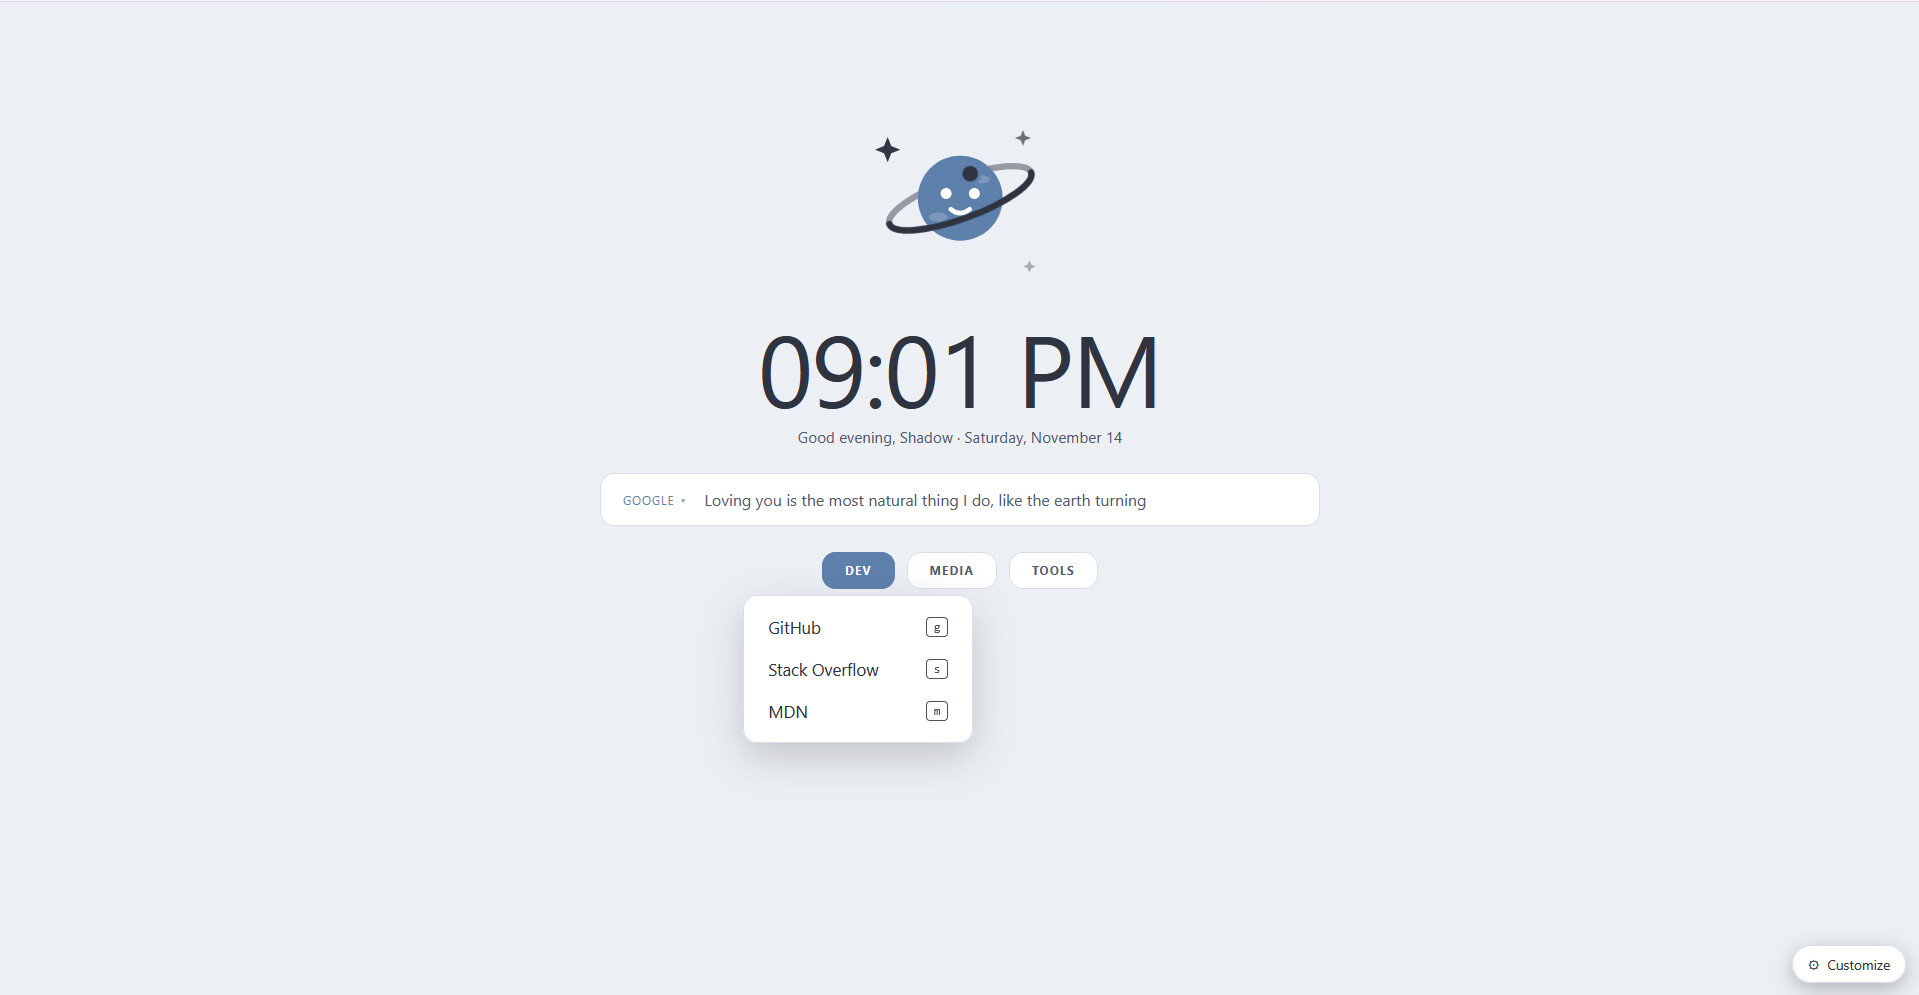 09:01 PM
Good evening, Shadow · Saturday, November 14
GOOGLE ▾ Loving you is the most natural thing I do, like the earth turning
DEV MEDIA TOOLS
GitHub g
Stack Overflow s
MDN m
⚙ Customize